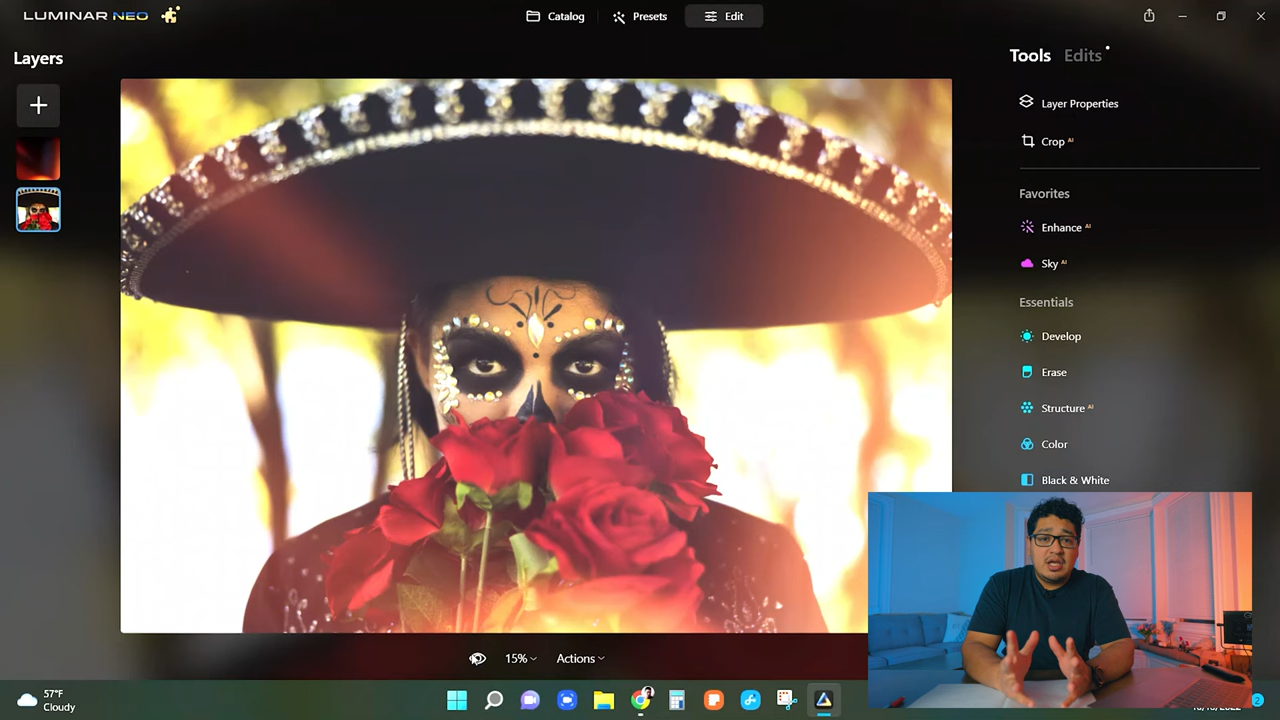 LUMINAR NEO
Catalog
Presets
Edit
Layers
Tools
Edits
Layer Properties
Crop AI
Favorites
Enhance AI
Sky AI
Essentials
Develop
Erase
Structure AI
Color
Black & White
15%
Actions
57°F
Cloudy
2